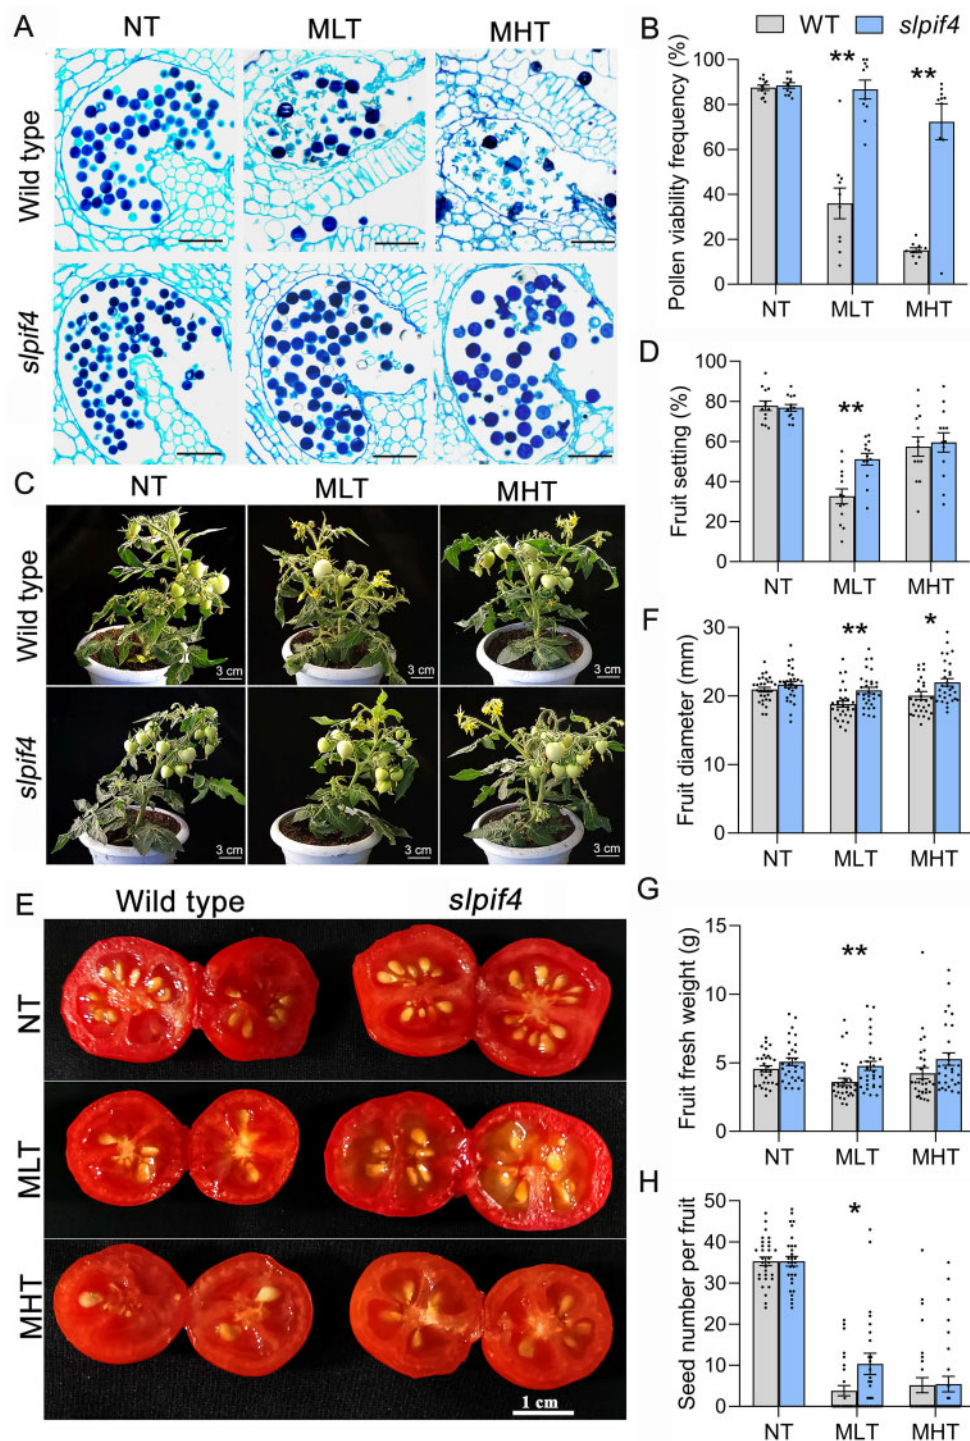 A
NT
MLT
MHT
Wild type
slpif4
B
WT
slpif4
Pollen viability frequency (%)
100
80
60
40
20
0
**
**
NT
MLT
MHT
C
NT
MLT
MHT
Wild type
slpif4
3 cm
3 cm
3 cm
3 cm
3 cm
3 cm
D
Fruit setting (%)
100
80
60
40
20
0
**
NT
MLT
MHT
E
Wild type
slpif4
NT
MLT
MHT
1 cm
F
Fruit diameter (mm)
30
20
10
0
**
*
NT
MLT
MHT
G
Fruit fresh weight (g)
15
10
5
0
**
NT
MLT
MHT
H
Seed number per fruit
50
40
30
20
10
0
*
NT
MLT
MHT